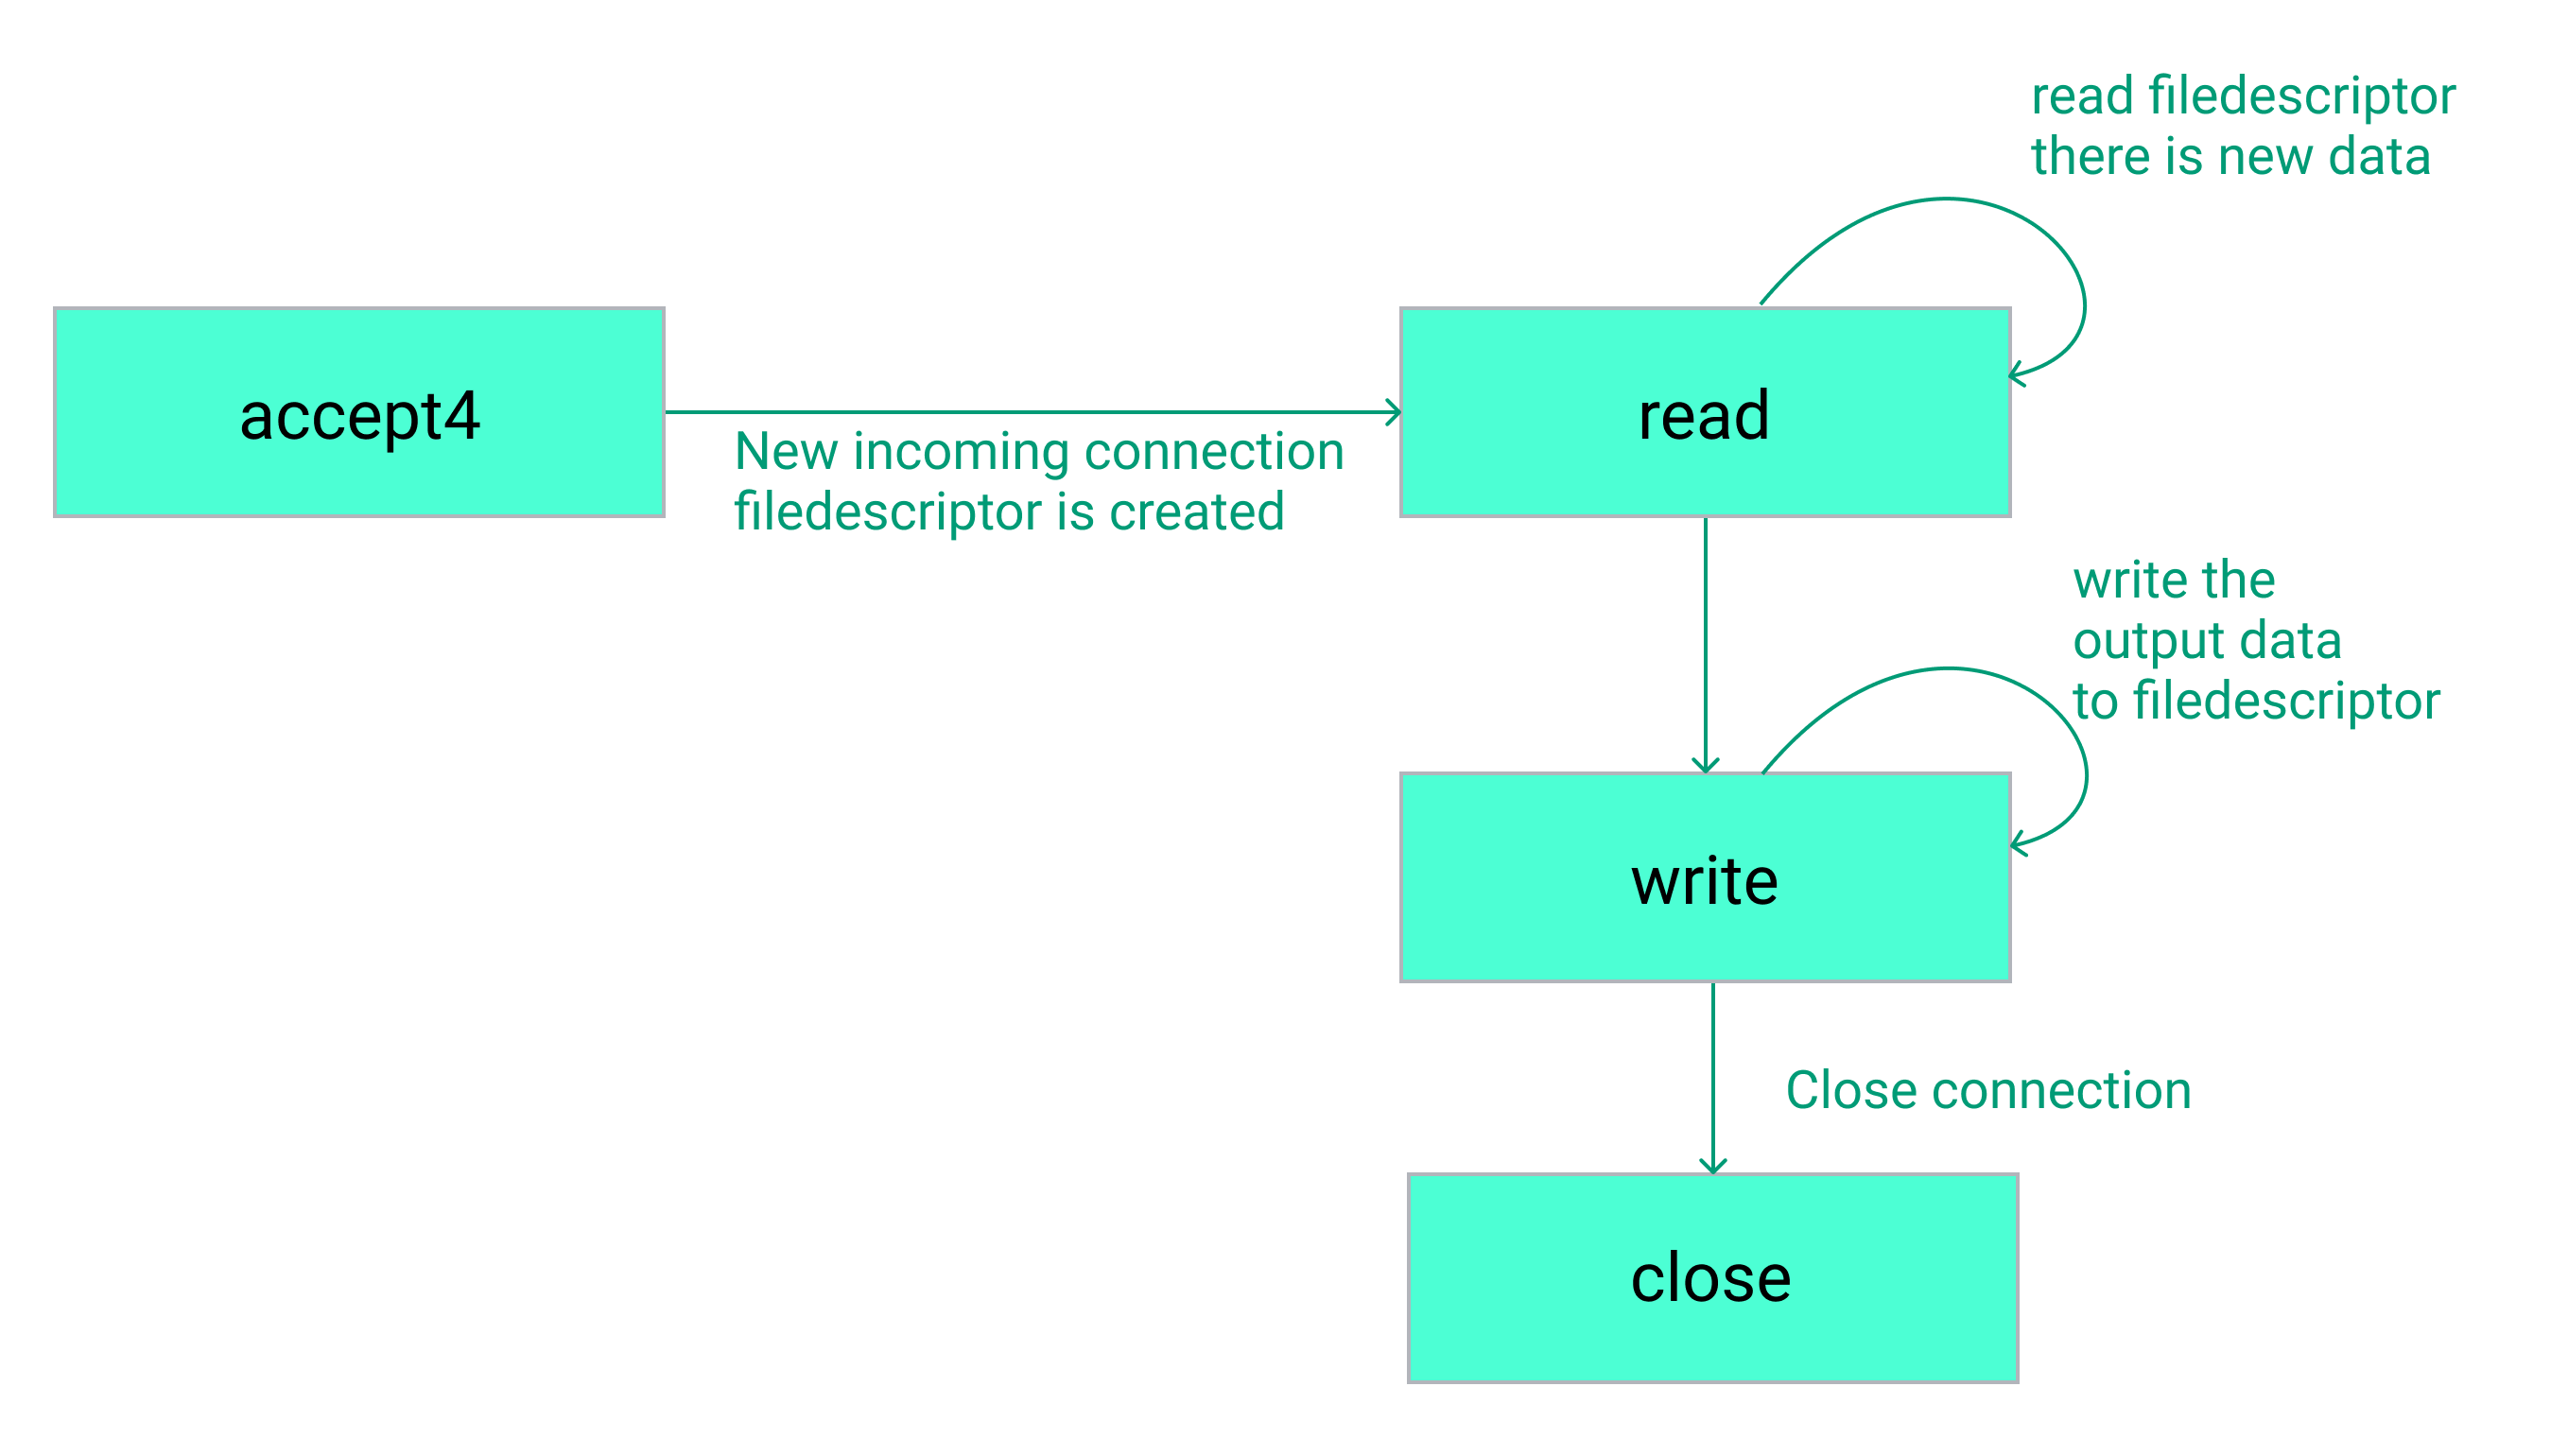 read filedescriptor
there is new data
accept4
New incoming connection
filedescriptor is created
read
write the
output data
to filedescriptor
write
Close connection
close